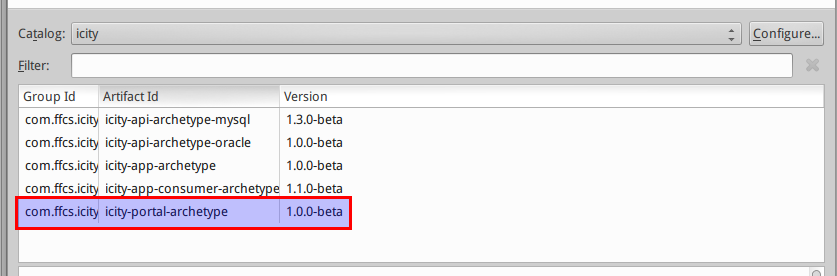 Catalog: icity Configure...
Filter:
Group Id Artifact Id Version
com.ffcs.icity icity-api-archetype-mysql 1.3.0-beta
com.ffcs.icity icity-api-archetype-oracle 1.0.0-beta
com.ffcs.icity icity-app-archetype 1.0.0-beta
com.ffcs.icity icity-app-consumer-archetype 1.1.0-beta
com.ffcs.icity icity-portal-archetype 1.0.0-beta